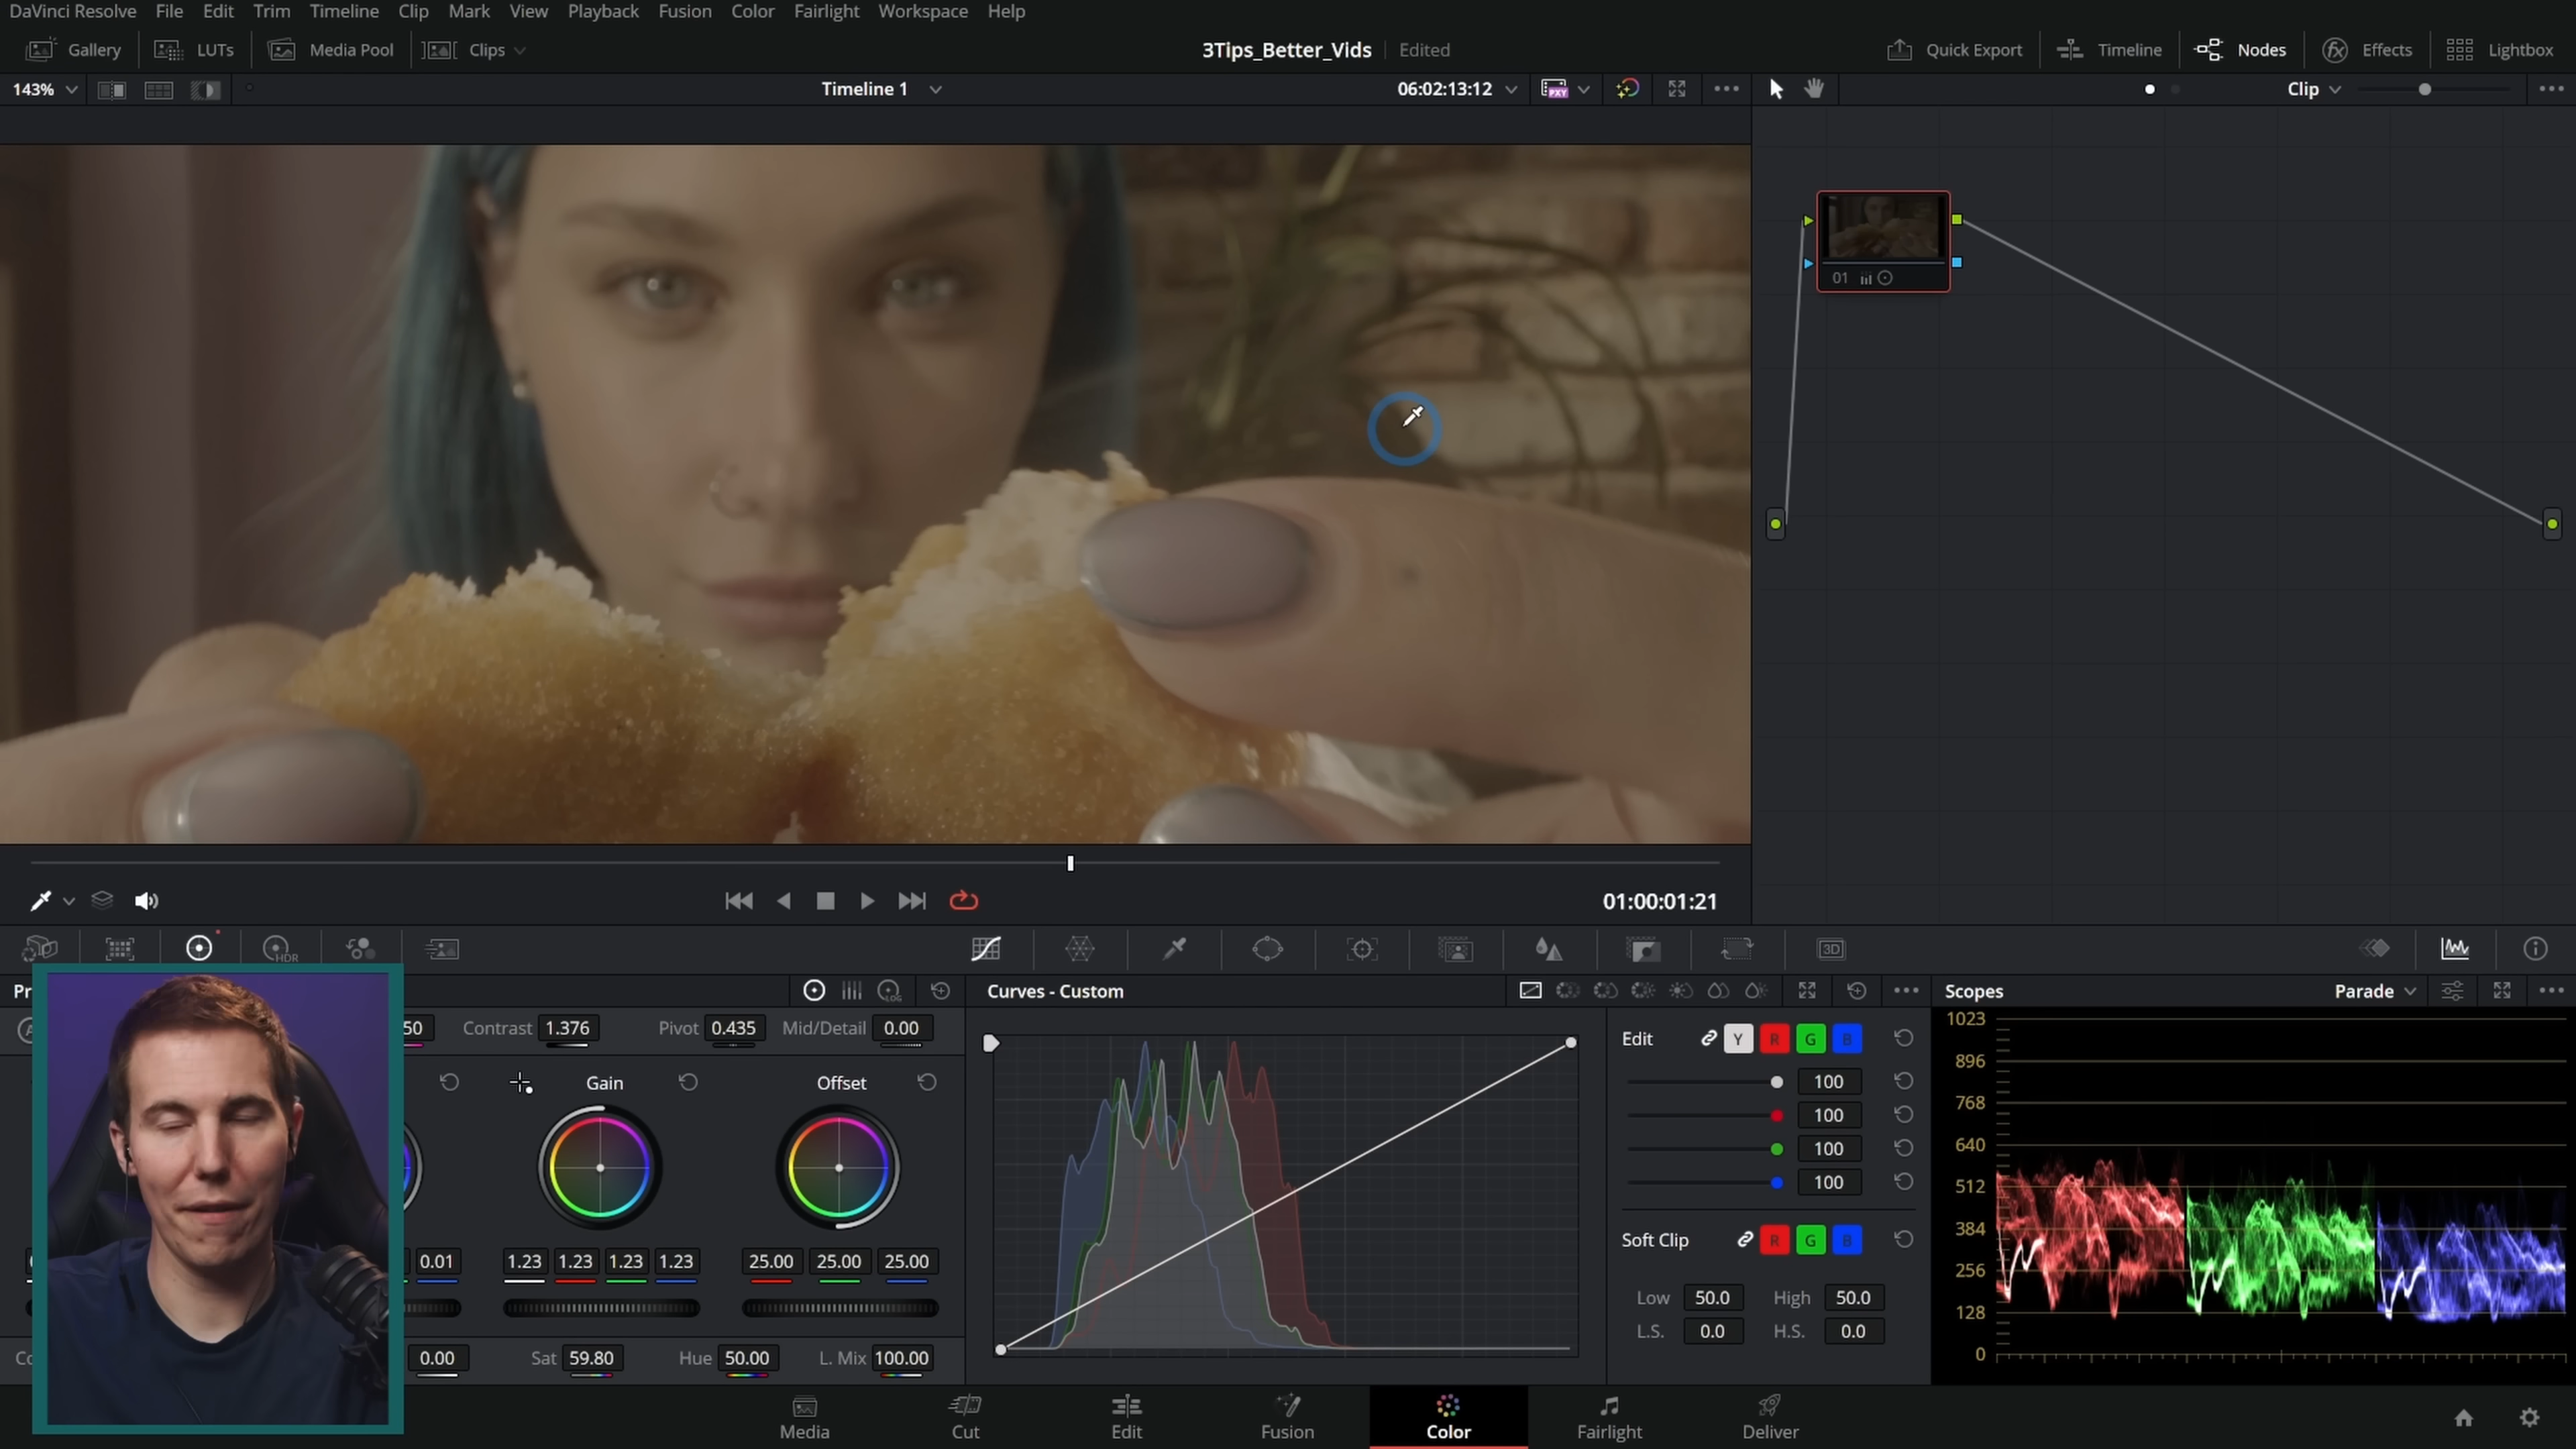 DaVinci Resolve File Edit Trim Timeline Clip Mark View Playback Fusion Color Fairlight Workspace Help
Gallery LUTs Media Pool Clips 3Tips_Better_Vids Edited Quick Export Timeline Nodes Effects Lightbox
143% Timeline 1 06:02:13:12 PXY Clip
01
01:00:01:21
HDR 3D
Pr LOG Curves - Custom Scopes Parade
50 Contrast 1.376 Pivot 0.435 Mid/Detail 0.00
Edit Y R G B
Gain Offset
100
100
100
100
Soft Clip R G B
0.01 1.23 1.23 1.23 1.23 25.00 25.00 25.00
Low 50.0 High 50.0
L.S. 0.0 H.S. 0.0
Co 0.00 Sat 59.80 Hue 50.00 L. Mix 100.00
1023
896
768
640
512
384
256
128
0
Media Cut Edit Fusion Color Fairlight Deliver